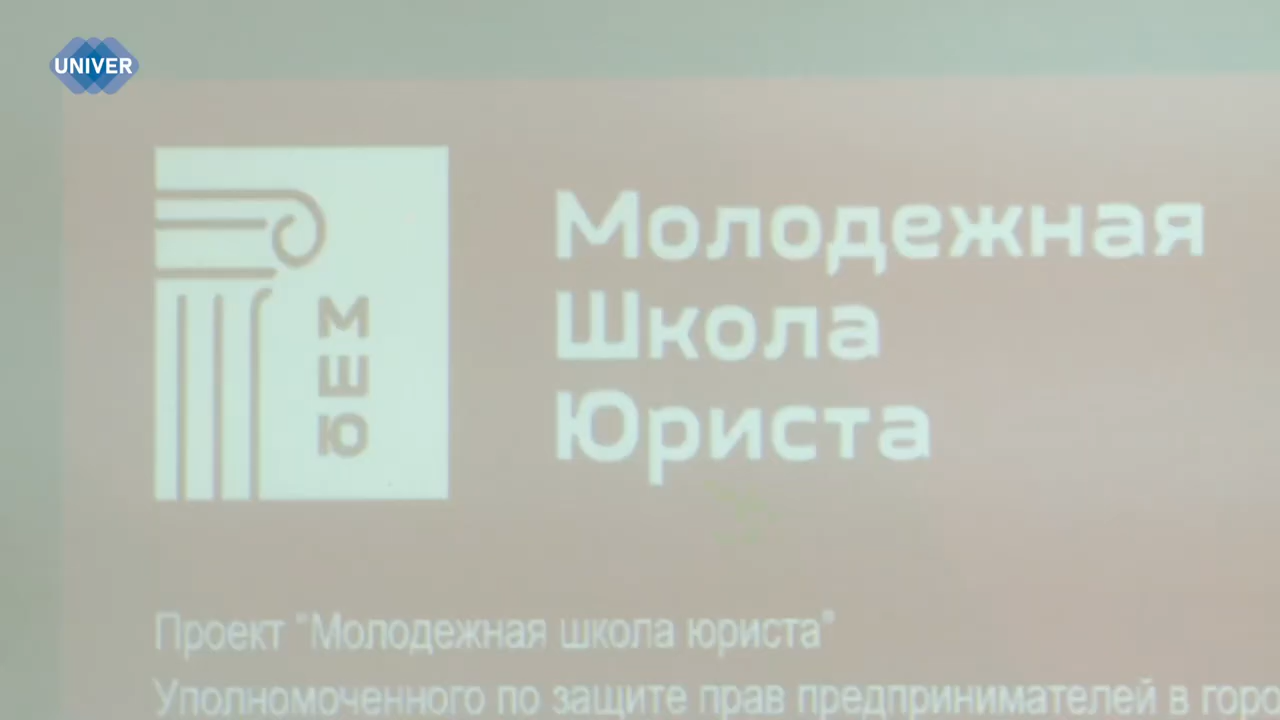 UNIVER
МШЮ
Молодежная
Школа
Юриста
Проект "Молодежная школа юриста"
Уполномоченного по защите прав предпринимателей в